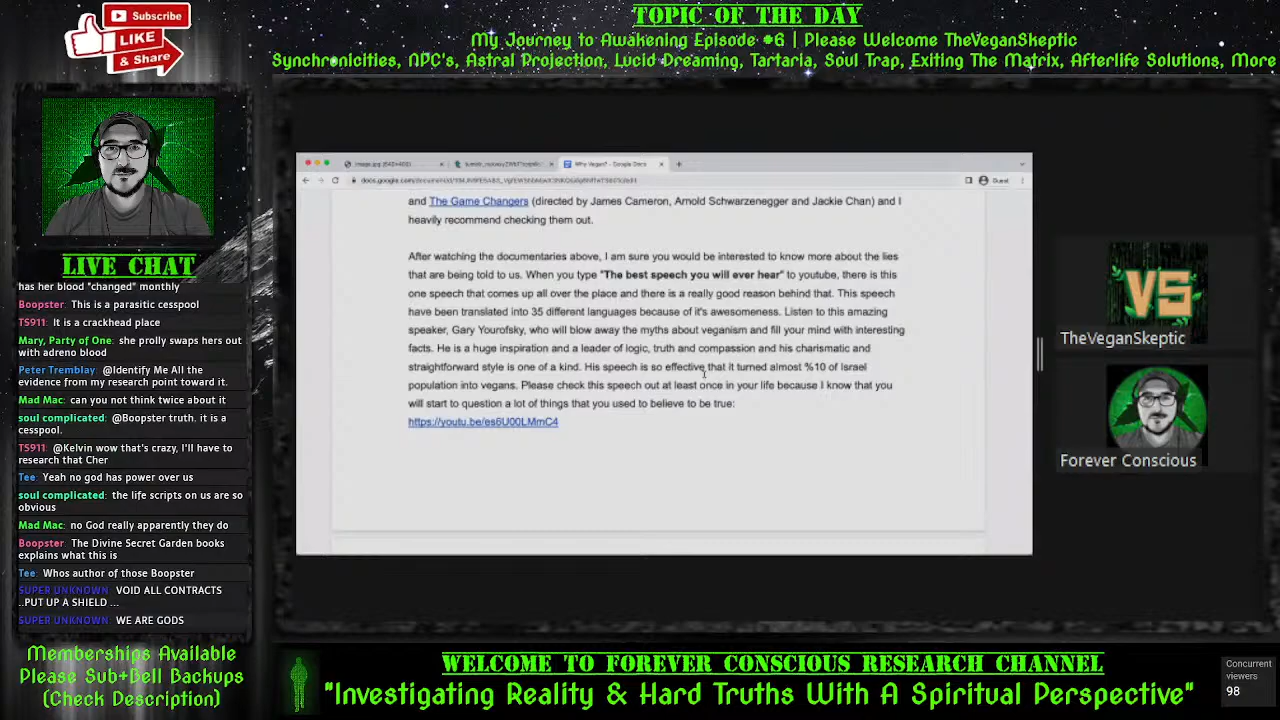 Subscribe
LIKE
& Share
TOPIC OF THE DAY
My Journey to Awakening Episode #6 | Please Welcome TheVeganSkeptic
Synchronicities, NPC's, Astral Projection, Lucid Dreaming, Tartaria, Soul Trap, Exiting The Matrix, Afterlife Solutions, More
LIVE CHAT
has her blood "changed" monthly
Boopster: This is a parasitic cesspool
TS911: It is a crackhead place
Mary, Party of One: she prolly swaps hers out
with adreno blood
Peter Tremblay: @Identify Me All the
evidence from my research point toward it.
Mad Mac: can you not think twice about it
soul complicated: @Boopster truth. it is a
cesspool.
TS911: @Kelvin wow that's crazy, I'll have to
research that Cher
Tee: Yeah no god has power over us
soul complicated: the life scripts on us are so
obvious
Mad Mac: no God really apparently they do
Boopster: The Divine Secret Garden books
explains what this is
Tee: Whos author of those Boopster
SUPER UNKNOWN: VOID ALL CONTRACTS
..PUT UP A SHIELD ...
SUPER UNKNOWN: WE ARE GODS
Memberships Available
Please Sub+Bell Backups
(Check Description)
Why Vegan? - Google Docs
Guest
and The Game Changers (directed by James Cameron, Arnold Schwarzenegger and Jackie Chan) and I
heavily recommend checking them out.
After watching the documentaries above, I am sure you would be interested to know more about the lies
that are being told to us. When you type "The best speech you will ever hear" to youtube, there is this
one speech that comes up all over the place and there is a really good reason behind that. This speech
have been translated into 35 different languages because of it's awesomeness. Listen to this amazing
speaker, Gary Yourofsky, who will blow away the myths about veganism and fill your mind with interesting
facts. He is a huge inspiration and a leader of logic, truth and compassion and his charismatic and
straightforward style is one of a kind. His speech is so effective that it turned almost %10 of Israel
population into vegans. Please check this speech out at least once in your life because I know that you
will start to question a lot of things that you used to believe to be true:
https://youtu.be/es6U00LMmC4
VS
TheVeganSkeptic
Forever Conscious
WELCOME TO FOREVER CONSCIOUS RESEARCH CHANNEL
"Investigating Reality & Hard Truths With A Spiritual Perspective"
Concurrent
viewers
98